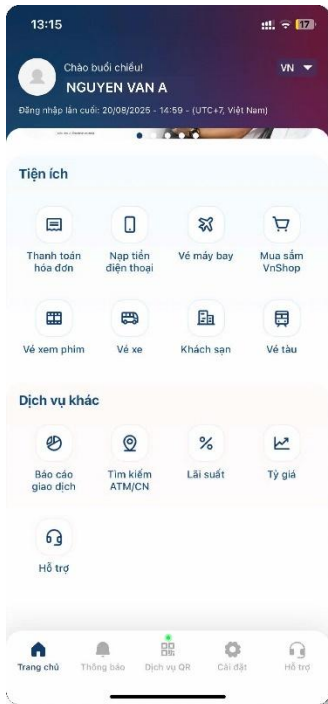 13:15
17
Chào buổi chiều!
VN
NGUYEN VAN A
Đăng nhập lần cuối: 20/08/2025 - 14:59 - (UTC+7, Việt Nam)
Tiện ích
Thanh toán hóa đơn
Nạp tiền điện thoại
Vé máy bay
Mua sắm VnShop
Vé xem phim
Vé xe
Khách sạn
Vé tàu
Dịch vụ khác
Báo cáo giao dịch
Tìm kiếm ATM/CN
Lãi suất
Tỷ giá
Hỗ trợ
Trang chủ
Thông báo
Dịch vụ QR
Cài đặt
Hỗ trợ